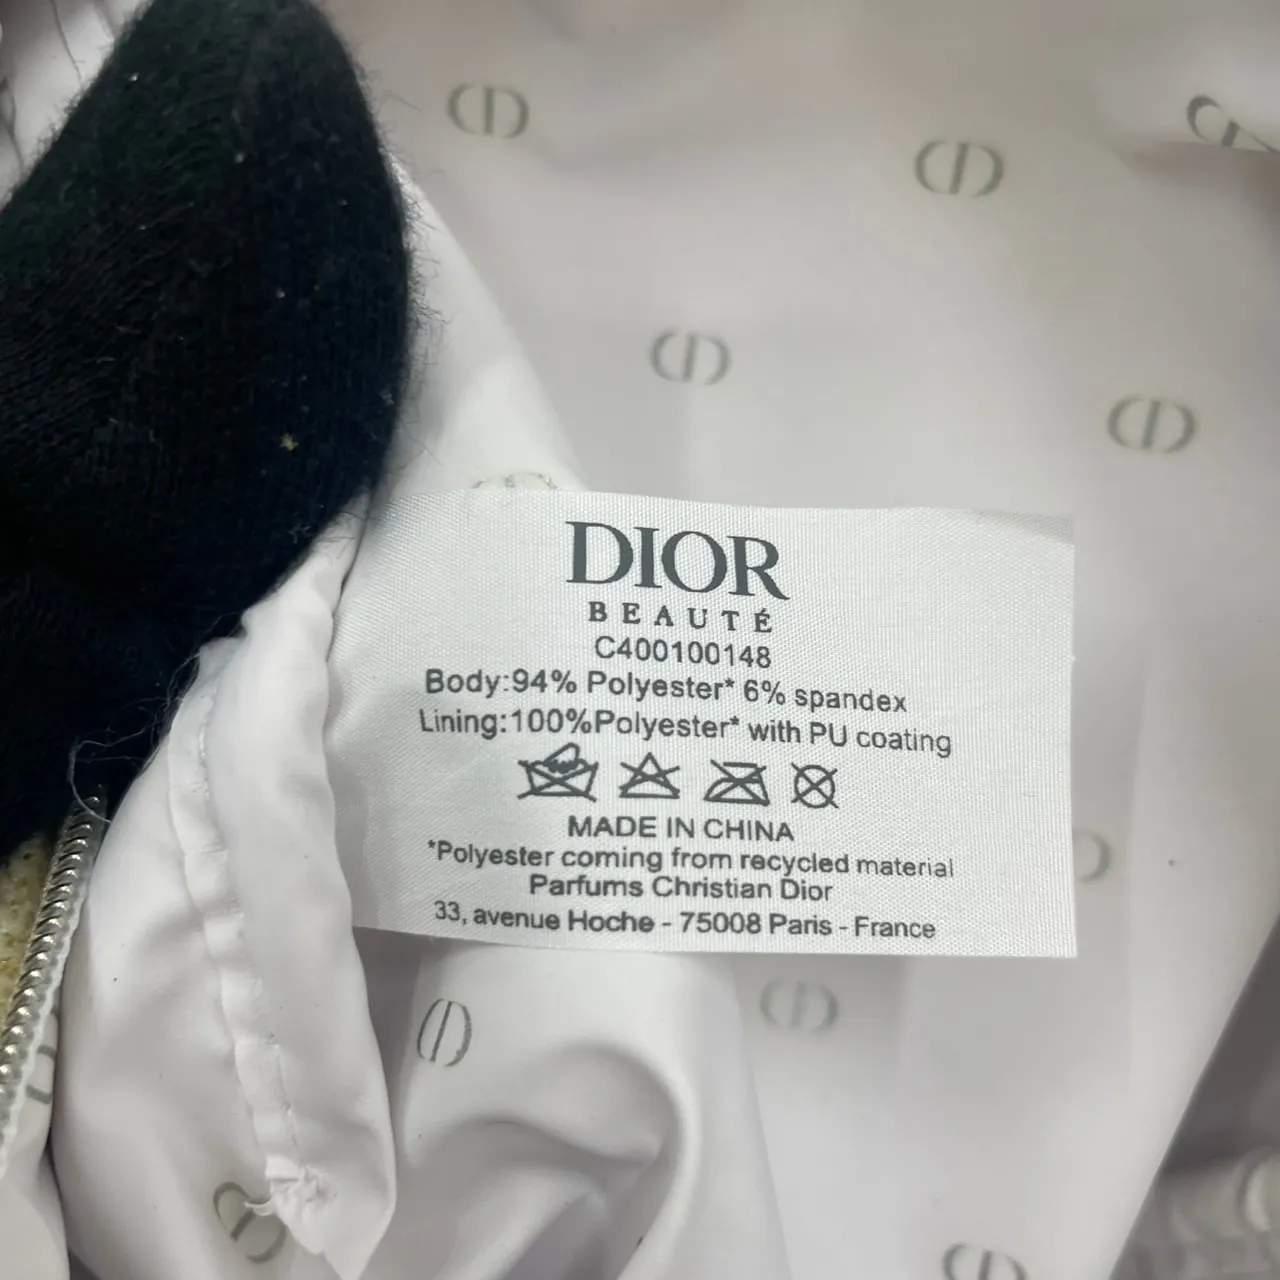 DIOR
BEAUTÉ
C400100148
Body:94% Polyester* 6% spandex
Lining:100%Polyester* with PU coating
MADE IN CHINA
*Polyester coming from recycled material
Parfums Christian Dior
33, avenue Hoche - 75008 Paris - France